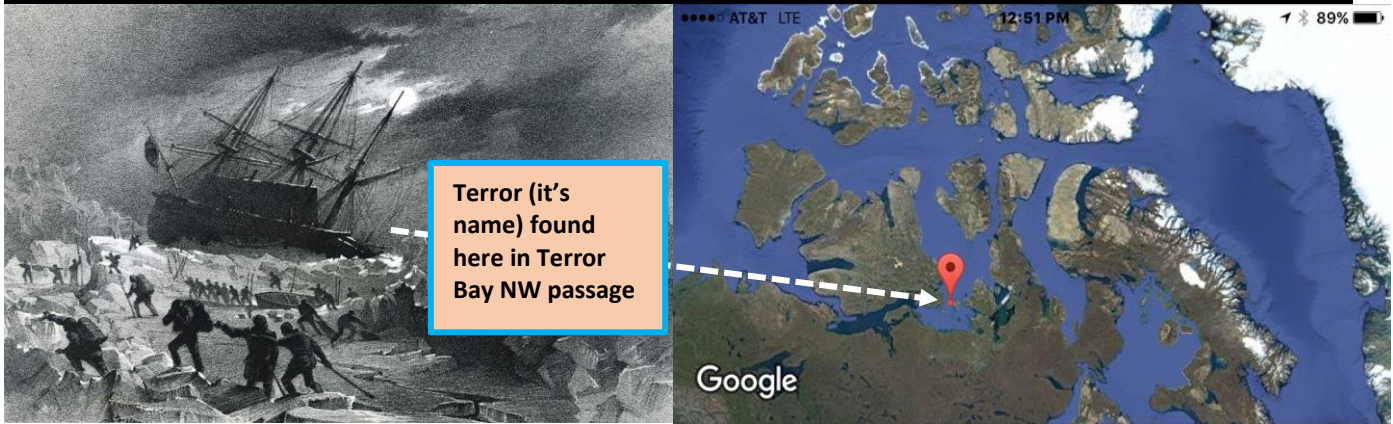 AT&T LTE
12:51 PM
89%
Terror (it’s
name) found
here in Terror
Bay NW passage
Google